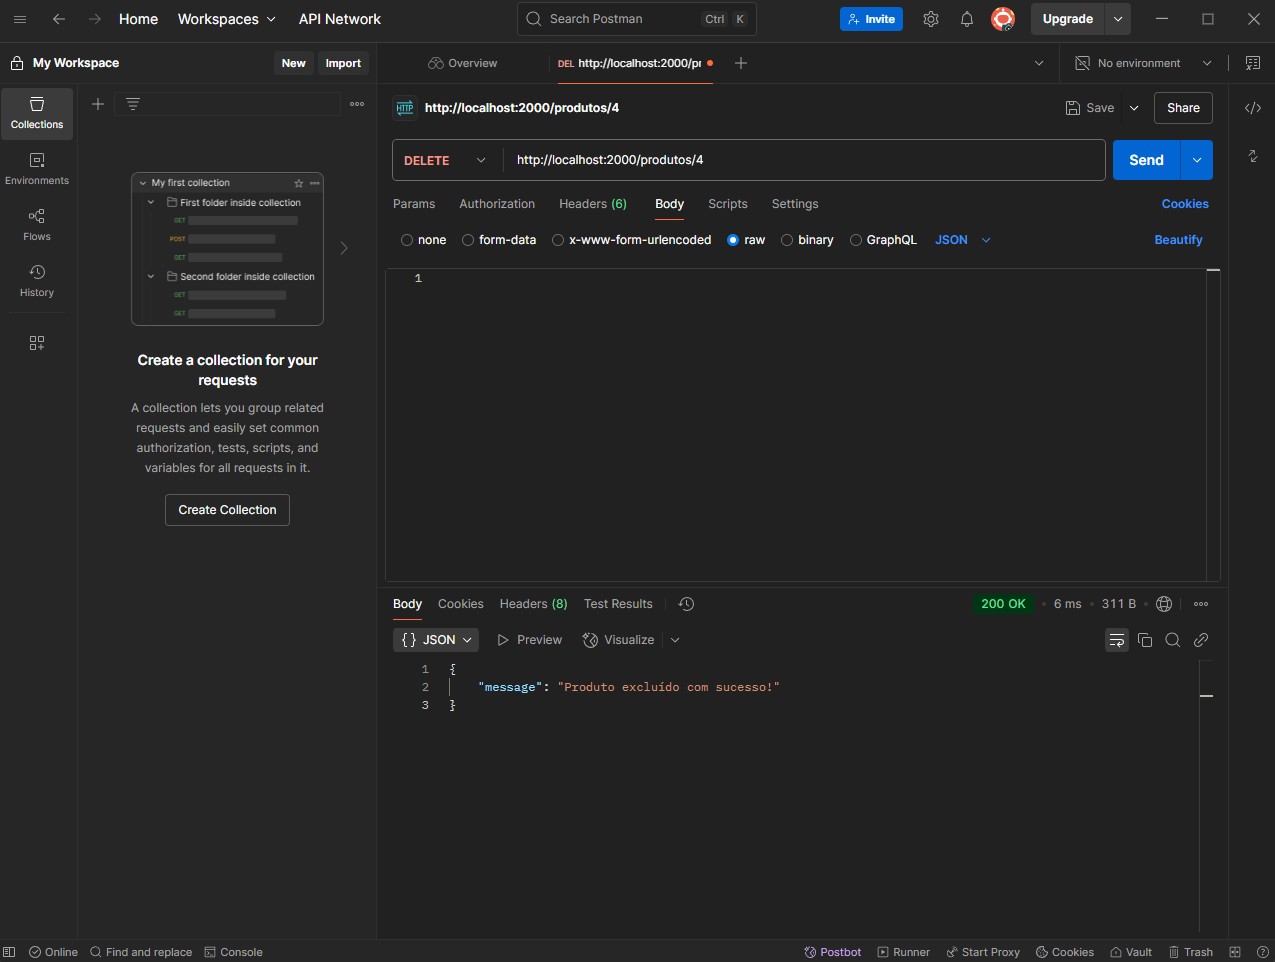 Home Workspaces API Network Search Postman Ctrl K Invite Upgrade
My Workspace New Import Overview DEL http://localhost:2000/pr No environment
Collections
Environments
Flows
History
My first collection
First folder inside collection
GET
POST
GET
Second folder inside collection
GET
GET
Create a collection for your
requests
A collection lets you group related
requests and easily set common
authorization, tests, scripts, and
variables for all requests in it.
Create Collection
HTTP http://localhost:2000/produtos/4 Save Share
DELETE http://localhost:2000/produtos/4 Send
Params Authorization Headers (6) Body Scripts Settings Cookies
none form-data x-www-form-urlencoded raw binary GraphQL JSON Beautify
1
Body Cookies Headers (8) Test Results 200 OK • 6 ms • 311 B •
{} JSON Preview Visualize
1 {
2 "message": "Produto excluído com sucesso!"
3 }
Online Find and replace Console Postbot Runner Start Proxy Cookies Vault Trash